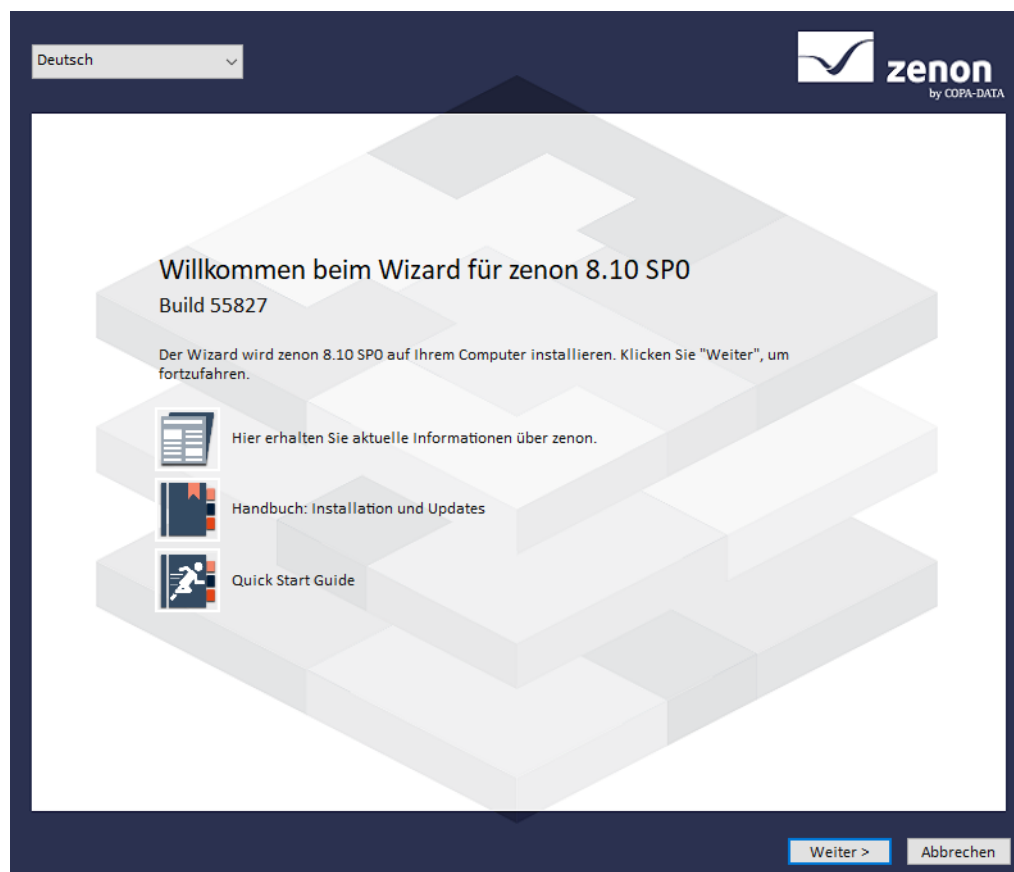 Deutsch
zenon
by COPA-DATA
Willkommen beim Wizard für zenon 8.10 SP0
Build 55827
Der Wizard wird zenon 8.10 SP0 auf Ihrem Computer installieren. Klicken Sie "Weiter", um
fortzufahren.
Hier erhalten Sie aktuelle Informationen über zenon.
Handbuch: Installation und Updates
Quick Start Guide
Weiter >
Abbrechen